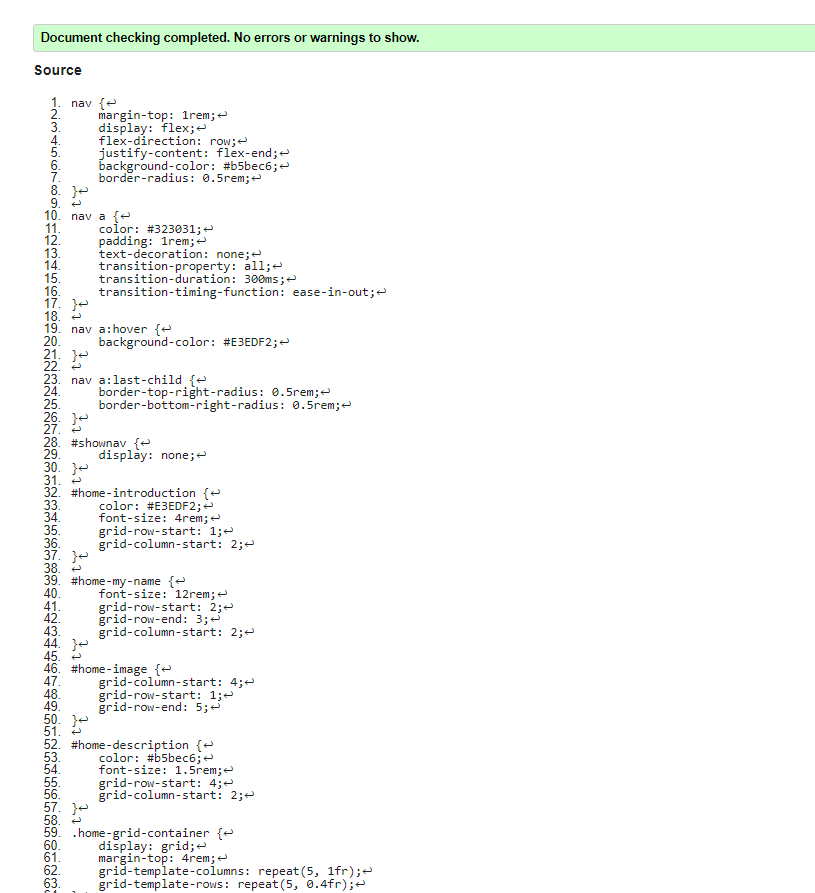 Document checking completed. No errors or warnings to show.
Source
1. nav {↩
2.     margin-top: 1rem;↩
3.     display: flex;↩
4.     flex-direction: row;↩
5.     justify-content: flex-end;↩
6.     background-color: #b5bec6;↩
7.     border-radius: 0.5rem;↩
8. }↩
9. ↩
10. nav a {↩
11.     color: #323031;↩
12.     padding: 1rem;↩
13.     text-decoration: none;↩
14.     transition-property: all;↩
15.     transition-duration: 300ms;↩
16.     transition-timing-function: ease-in-out;↩
17. }↩
18. ↩
19. nav a:hover {↩
20.     background-color: #E3EDF2;↩
21. }↩
22. ↩
23. nav a:last-child {↩
24.     border-top-right-radius: 0.5rem;↩
25.     border-bottom-right-radius: 0.5rem;↩
26. }↩
27. ↩
28. #shownav {↩
29.     display: none;↩
30. }↩
31. ↩
32. #home-introduction {↩
33.     color: #E3EDF2;↩
34.     font-size: 4rem;↩
35.     grid-row-start: 1;↩
36.     grid-column-start: 2;↩
37. }↩
38. ↩
39. #home-my-name {↩
40.     font-size: 12rem;↩
41.     grid-row-start: 2;↩
42.     grid-row-end: 3;↩
43.     grid-column-start: 2;↩
44. }↩
45. ↩
46. #home-image {↩
47.     grid-column-start: 4;↩
48.     grid-row-start: 1;↩
49.     grid-row-end: 5;↩
50. }↩
51. ↩
52. #home-description {↩
53.     color: #b5bec6;↩
54.     font-size: 1.5rem;↩
55.     grid-row-start: 4;↩
56.     grid-column-start: 2;↩
57. }↩
58. ↩
59. .home-grid-container {↩
60.     display: grid;↩
61.     margin-top: 4rem;↩
62.     grid-template-columns: repeat(5, 1fr);↩
63.     grid-template-rows: repeat(5, 0.4fr);↩